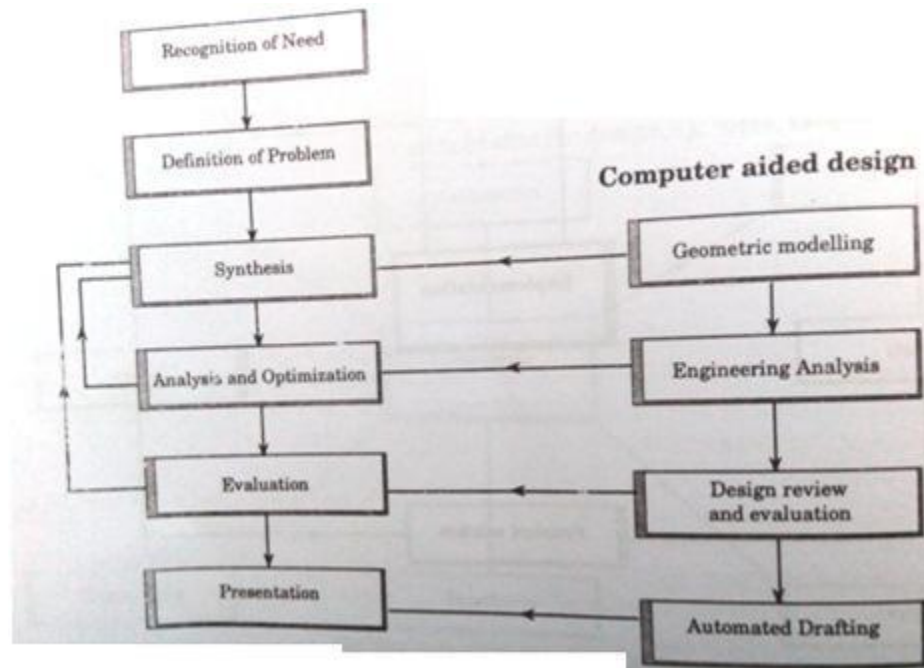 Recognition of Need
Definition of Problem
Synthesis
Analysis and Optimization
Evaluation
Presentation
Computer aided design
Geometric modelling
Engineering Analysis
Design review
and evaluation
Automated Drafting